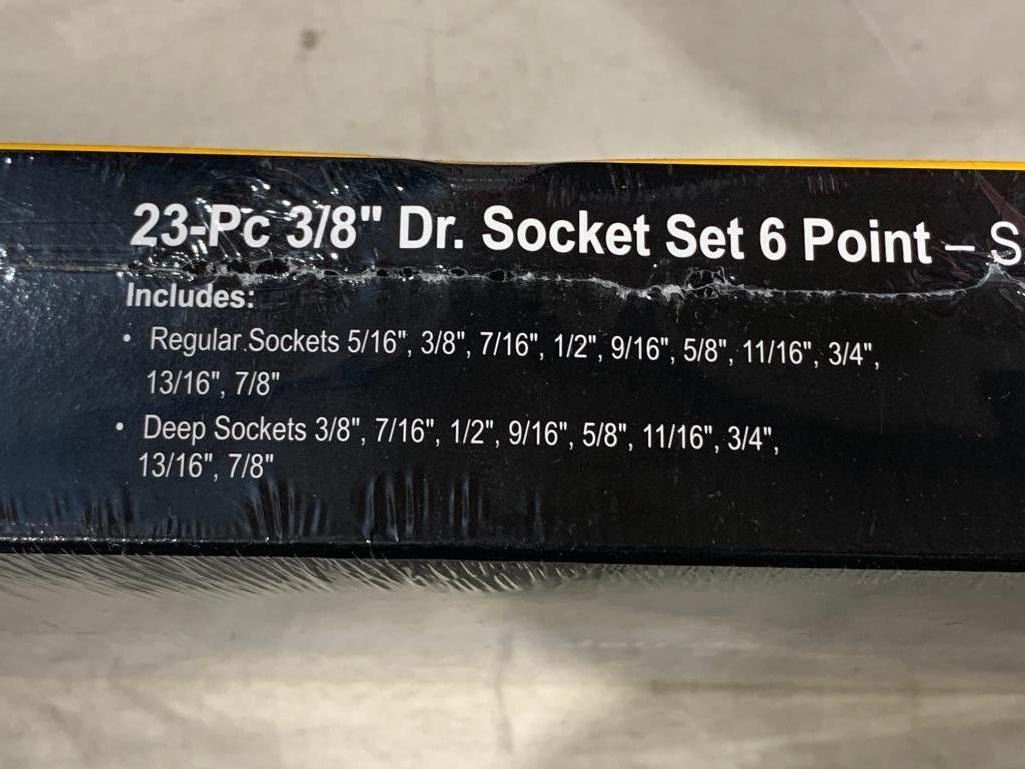 23-Pc 3/8" Dr. Socket Set 6 Point – S
Includes:
• Regular Sockets 5/16", 3/8", 7/16", 1/2", 9/16", 5/8", 11/16", 3/4",
13/16", 7/8"
• Deep Sockets 3/8", 7/16", 1/2", 9/16", 5/8", 11/16", 3/4",
13/16", 7/8"